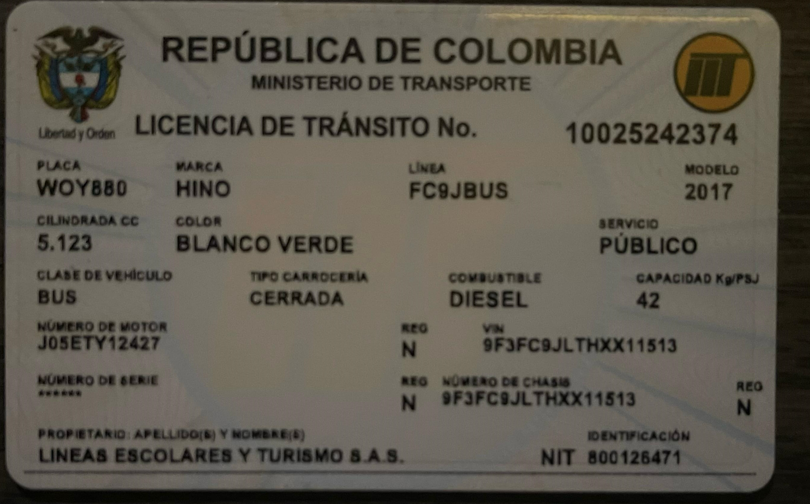 REPÚBLICA DE COLOMBIA
MINISTERIO DE TRANSPORTE
Libertad y Orden
LICENCIA DE TRÁNSITO No. 10025242374
PLACA MARCA LÍNEA MODELO
WOY880 HINO FC9JBUS 2017
CILINDRADA CC COLOR SERVICIO
5.123 BLANCO VERDE PÚBLICO
CLASE DE VEHÍCULO TIPO CARROCERÍA COMBUSTIBLE CAPACIDAD Kg/PSJ
BUS CERRADA DIESEL 42
NÚMERO DE MOTOR REG VIN
J05ETY12427 N 9F3FC9JLTHXX11513
NÚMERO DE SERIE REG NÚMERO DE CHASIS REG
****** N 9F3FC9JLTHXX11513 N
PROPIETARIO: APELLIDO(S) Y NOMBRE(S) IDENTIFICACIÓN
LINEAS ESCOLARES Y TURISMO S.A.S. NIT 800126471